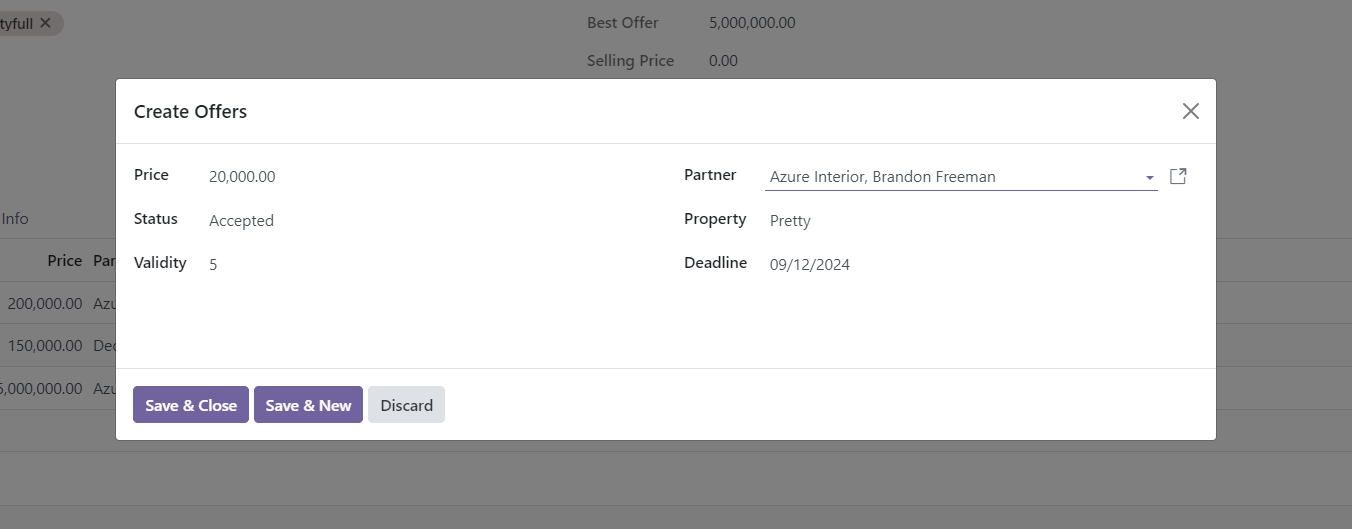 tyfull
Best Offer 5,000,000.00
Selling Price 0.00
Create Offers
Price 20,000.00
Partner Azure Interior, Brandon Freeman
Status Accepted
Property Pretty
Validity 5
Deadline 09/12/2024
Save & Close Save & New Discard
Info
Price Par
200,000.00 Azu
150,000.00 Dec
5,000,000.00 Azu